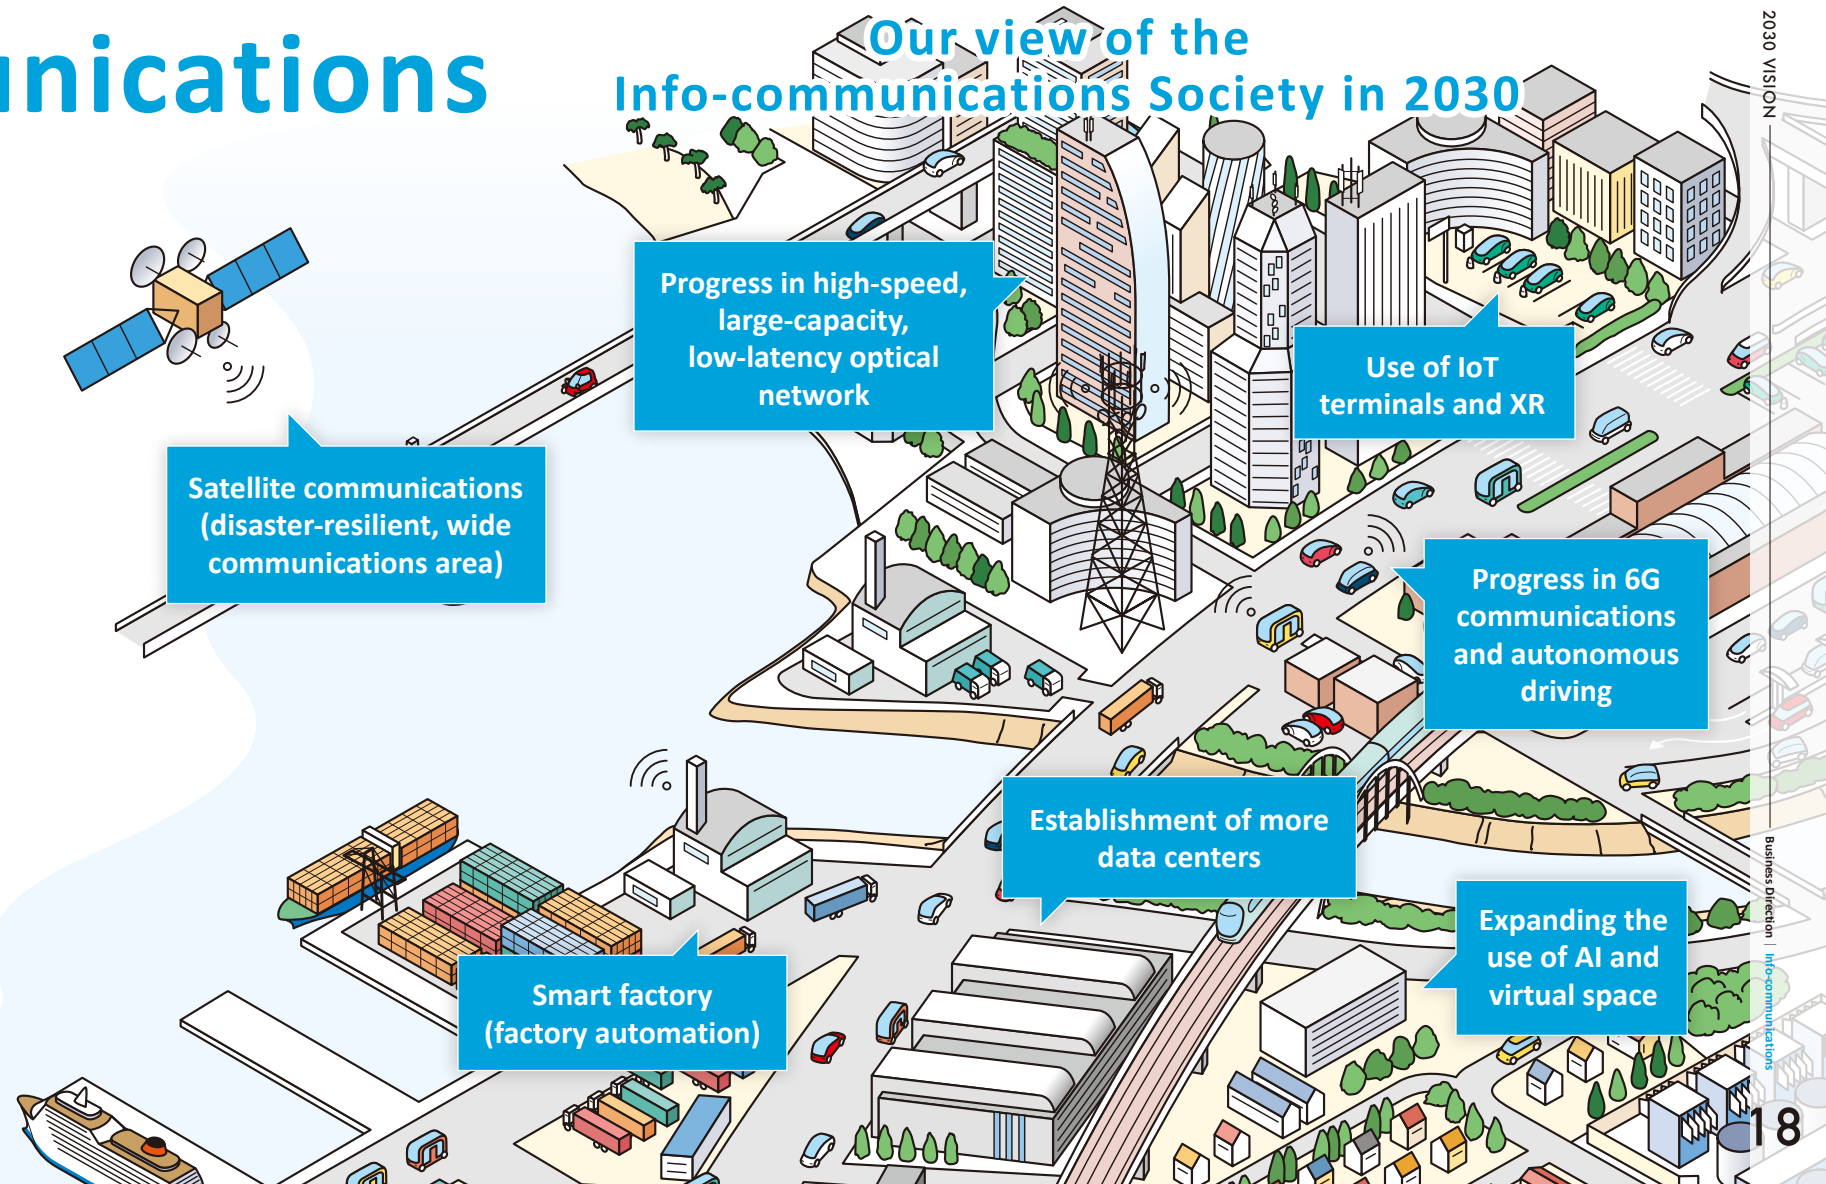 unications
Our view of the
Info-communications Society in 2030
Progress in high-speed,
large-capacity,
low-latency optical
network
Use of IoT
terminals and XR
Satellite communications
(disaster-resilient, wide
communications area)
Progress in 6G
communications
and autonomous
driving
Establishment of more
data centers
Expanding the
use of AI and
virtual space
Smart factory
(factory automation)
2030 VISION
Business Direction | Info-communications
18